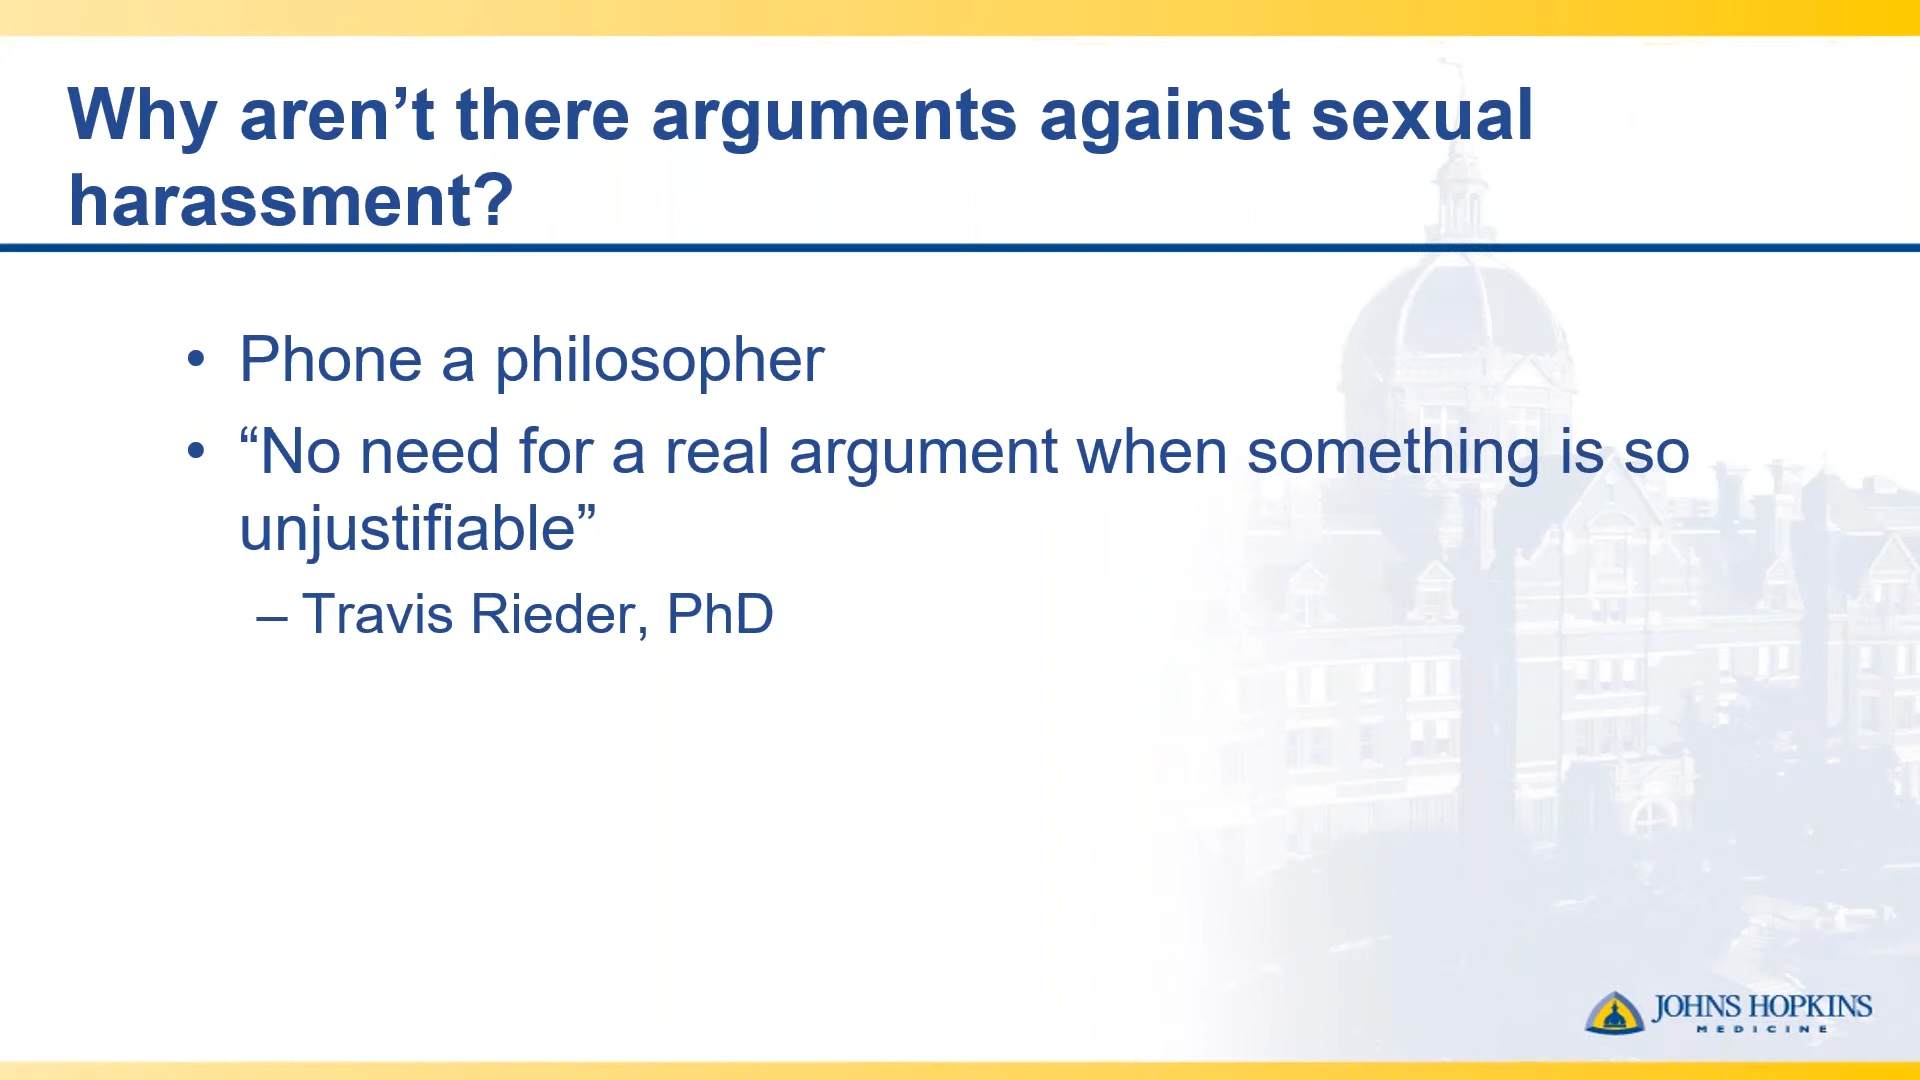 Why aren’t there arguments against sexual
harassment?
• Phone a philosopher
• “No need for a real argument when something is so
unjustifiable”
– Travis Rieder, PhD
JOHNS HOPKINS
MEDICINE